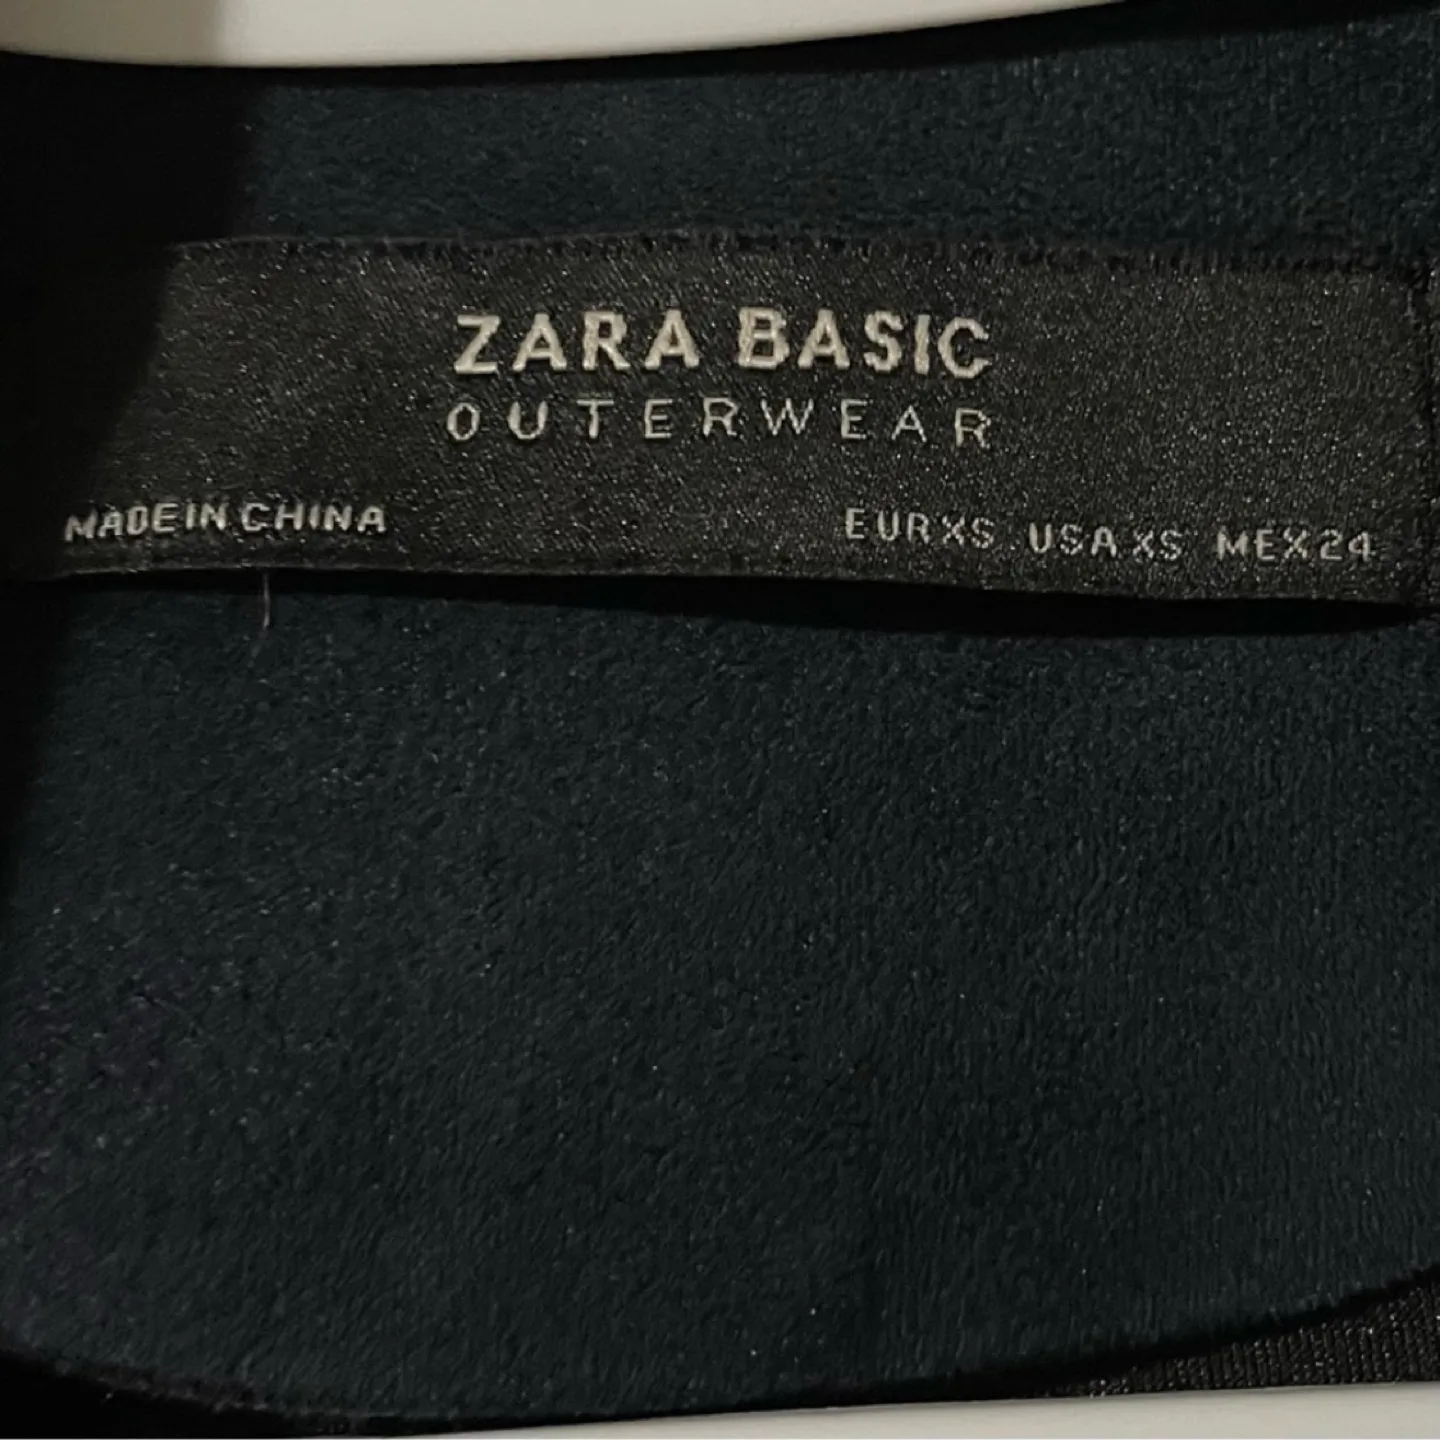 ZARA BASIC
OUTERWEAR
MADE IN CHINA
EUR XS USA XS MEX 24